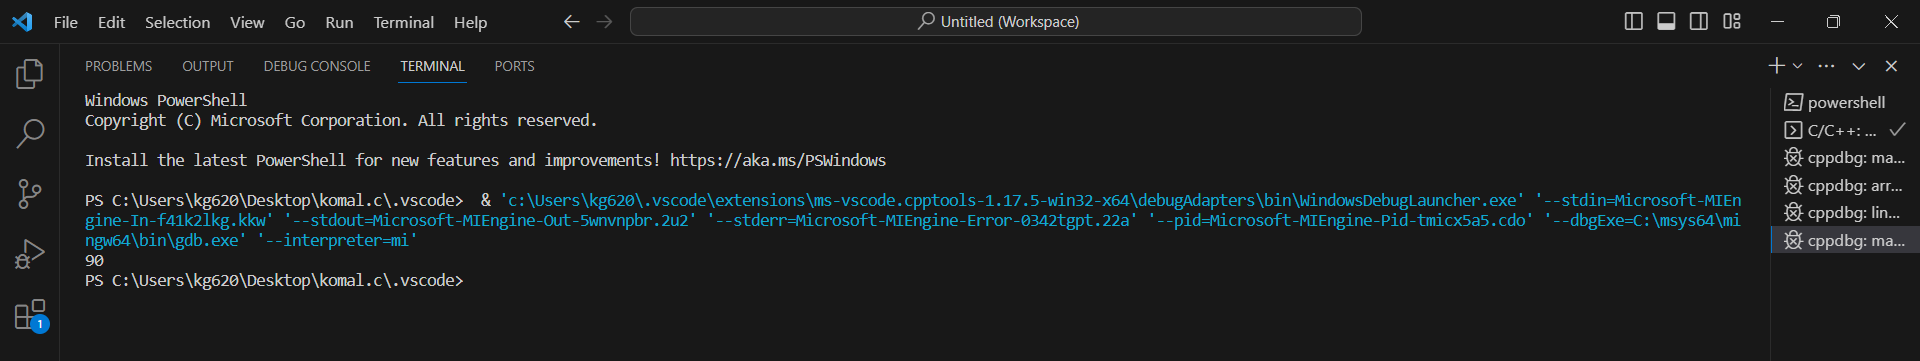 File Edit Selection View Go Run Terminal Help Untitled (Workspace)
PROBLEMS OUTPUT DEBUG CONSOLE TERMINAL PORTS
Windows PowerShell
Copyright (C) Microsoft Corporation. All rights reserved.
Install the latest PowerShell for new features and improvements! https://aka.ms/PSWindows
PS C:\Users\kg620\Desktop\komal.c\.vscode>  & 'c:\Users\kg620\.vscode\extensions\ms-vscode.cpptools-1.17.5-win32-x64\debugAdapters\bin\WindowsDebugLauncher.exe' '--stdin=Microsoft-MIEn
gine-In-f41k2lkg.kkw' '--stdout=Microsoft-MIEngine-Out-5wnvnpbr.2u2' '--stderr=Microsoft-MIEngine-Error-0342tgpt.22a' '--pid=Microsoft-MIEngine-Pid-tmicx5a5.cdo' '--dbgExe=C:\msys64\mi
ngw64\bin\gdb.exe' '--interpreter=mi'
90
PS C:\Users\kg620\Desktop\komal.c\.vscode>
powershell
C/C++: ...
cppdbg: ma...
cppdbg: arr...
cppdbg: lin...
cppdbg: ma...
1